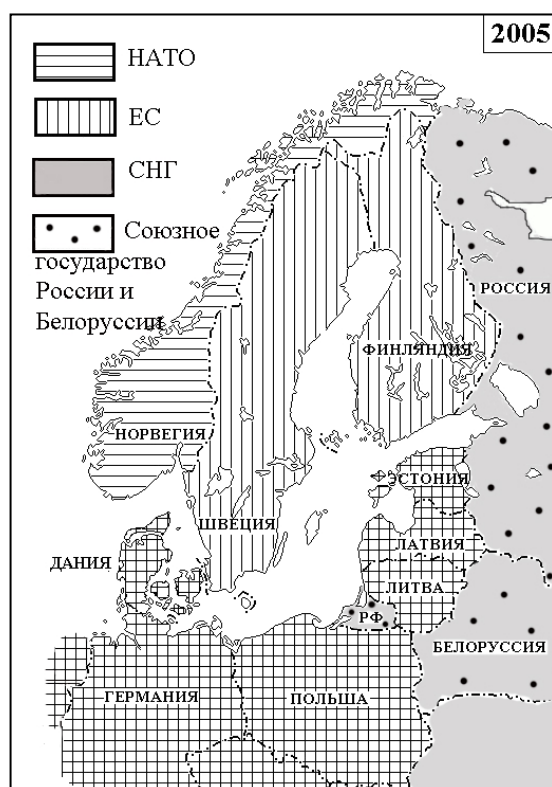 2005
НАТО
ЕС
СНГ
Союзное
государство
России и
Белоруссии
РОССИЯ
ФИНЛЯНДИЯ
НОРВЕГИЯ
ЭСТОНИЯ
ШВЕЦИЯ
ЛАТВИЯ
ДАНИЯ
ЛИТВА
РФ
БЕЛОРУССИЯ
ГЕРМАНИЯ
ПОЛЬША